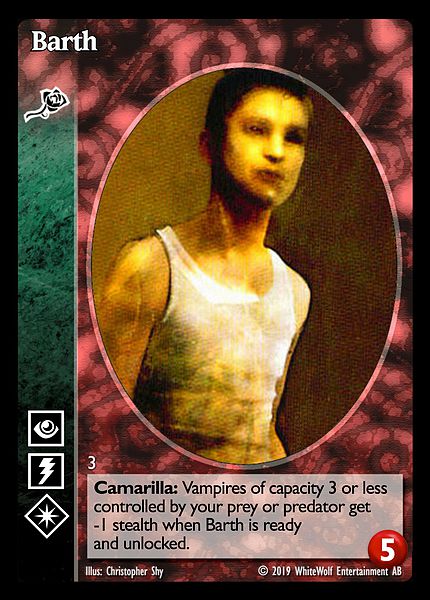 Barth
3
Camarilla: Vampires of capacity 3 or less
controlled by your prey or predator get
-1 stealth when Barth is ready
and unlocked.
5
Illus: Christopher Shy
© 2019 WhiteWolf Entertainment AB